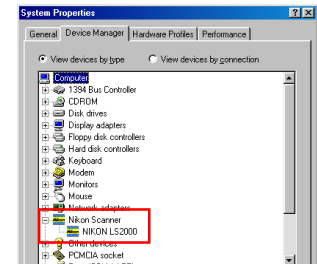 System Properties
General Device Manager Hardware Profiles Performance
View devices by type View devices by connection
Computer
1394 Bus Controller
CDROM
Disk drives
Display adapters
Floppy disk controllers
Hard disk controllers
Keyboard
Modem
Monitors
Mouse
Network adapters
Nikon Scanner
NIKON LS2000
Other devices
PCMCIA socket